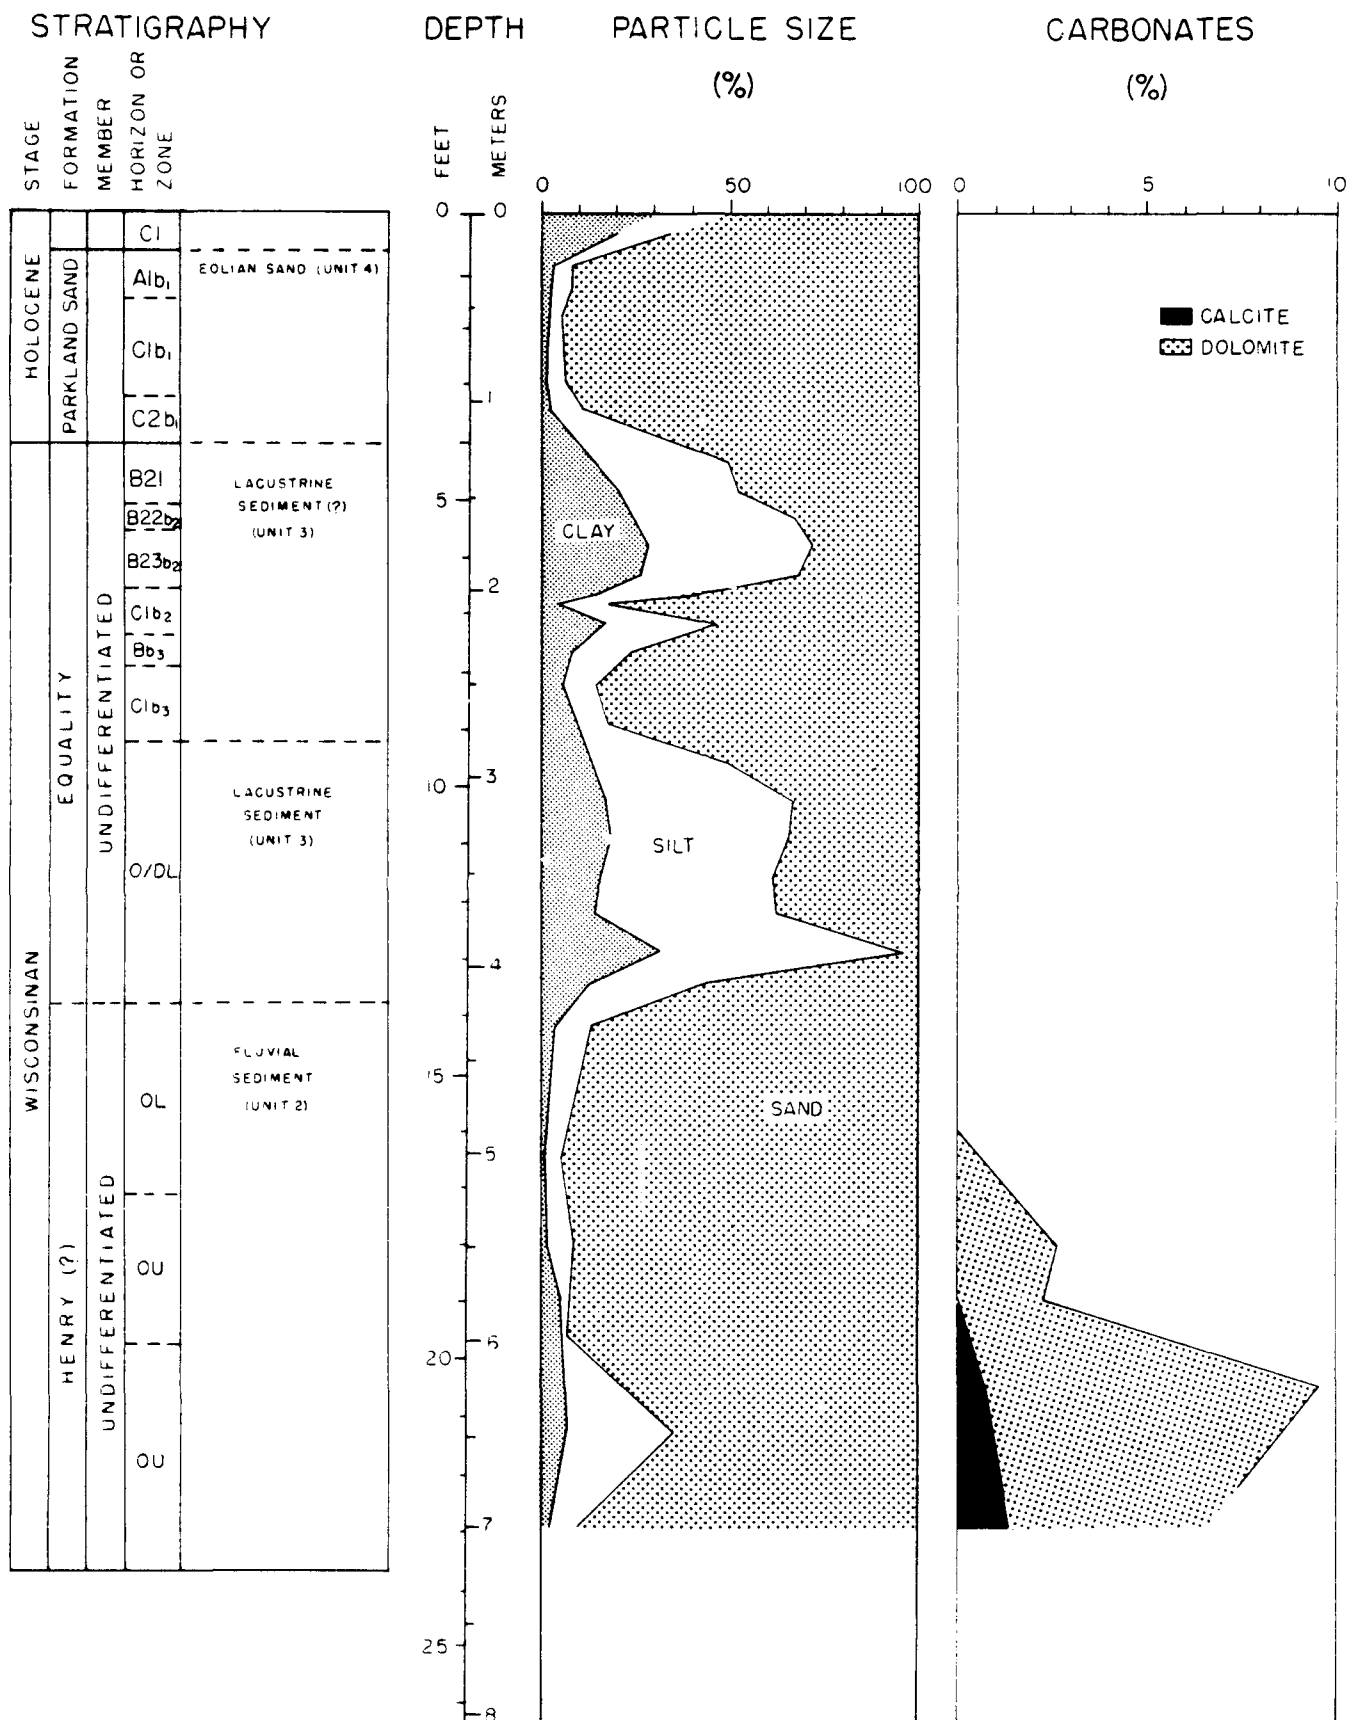 STRATIGRAPHY
DEPTH
PARTICLE SIZE
(%)
CARBONATES
(%)
STAGE
FORMATION
MEMBER
HORIZON OR
ZONE
FEET
METERS
0 50 100
0 5 10
0 0
1
5
2
10 3
4
15
5
6
20
7
25
8
HOLOCENE
WISCONSINAN
PARKLAND SAND
EQUALITY
HENRY (?)
UNDIFFERENTIATED
UNDIFFERENTIATED
C1
A1b₁
C1b₁
C2b₁
B21
B22b₂
B23b₂
C1b₂
Bb₃
C1b₃
O/DL
OL
OU
OU
EOLIAN SAND (UNIT 4)
LACUSTRINE
SEDIMENT (?)
(UNIT 3)
LACUSTRINE
SEDIMENT
(UNIT 3)
FLUVIAL
SEDIMENT
(UNIT 2)
CLAY
SILT
SAND
CALCITE
DOLOMITE